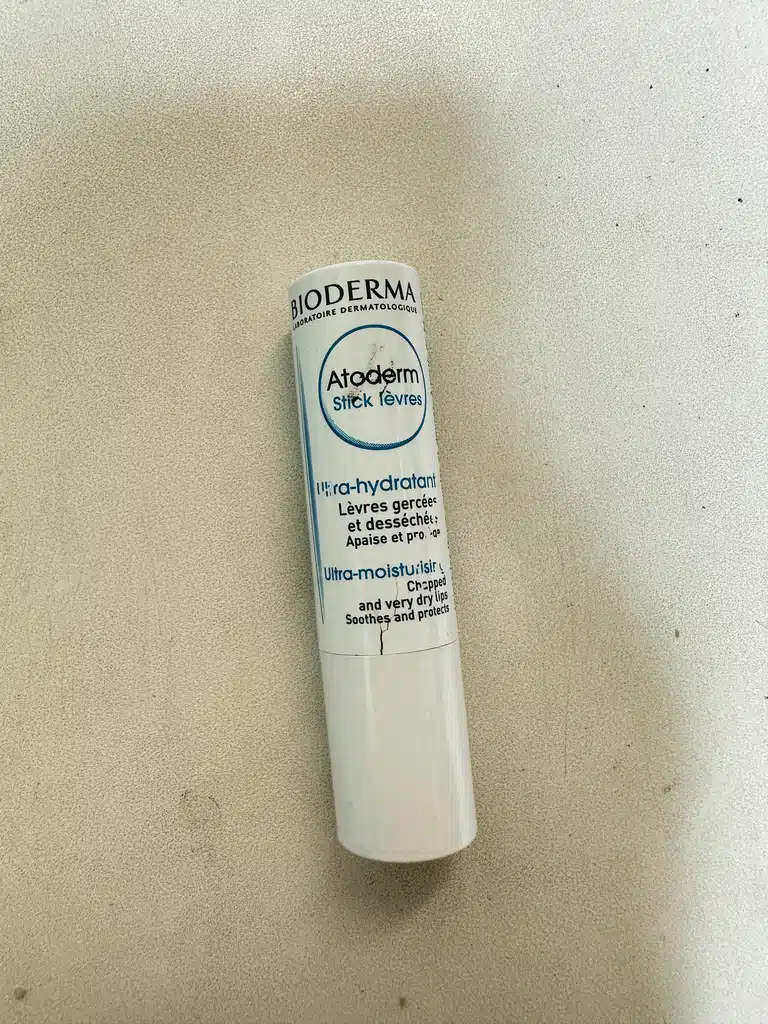 BIODERMA
LABORATOIRE DERMATOLOGIQUE
Atoderm
Stick lèvres
Ultra-hydratant
Lèvres gercées
et desséchées
Apaise et protège
Ultra-moisturising
Chapped
and very dry lips
Soothes and protects